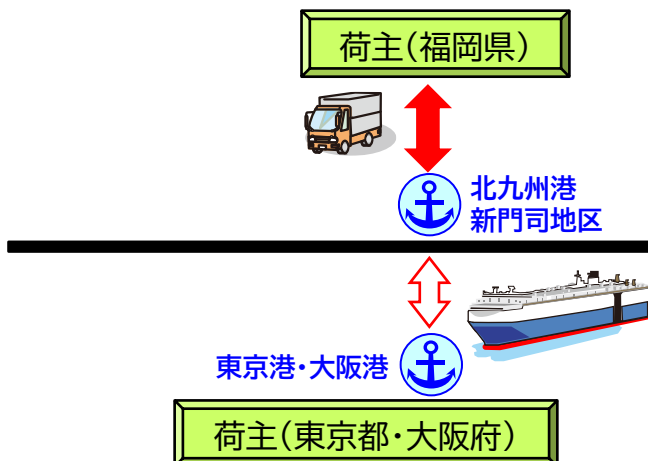 荷主(福岡県)
北九州港
新門司地区
東京港・大阪港
荷主(東京都・大阪府)